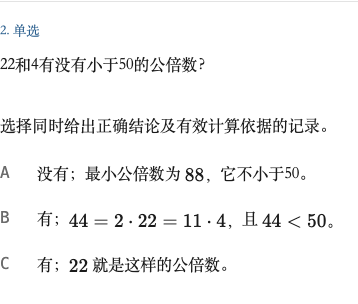 2. 单选
22和4有没有小于50的公倍数?
选择同时给出正确结论及有效计算依据的记录。
A 没有；最小公倍数为 88，它不小于50。
B 有；44 = 2 · 22 = 11 · 4，且 44 < 50。
C 有；22 就是这样的公倍数。